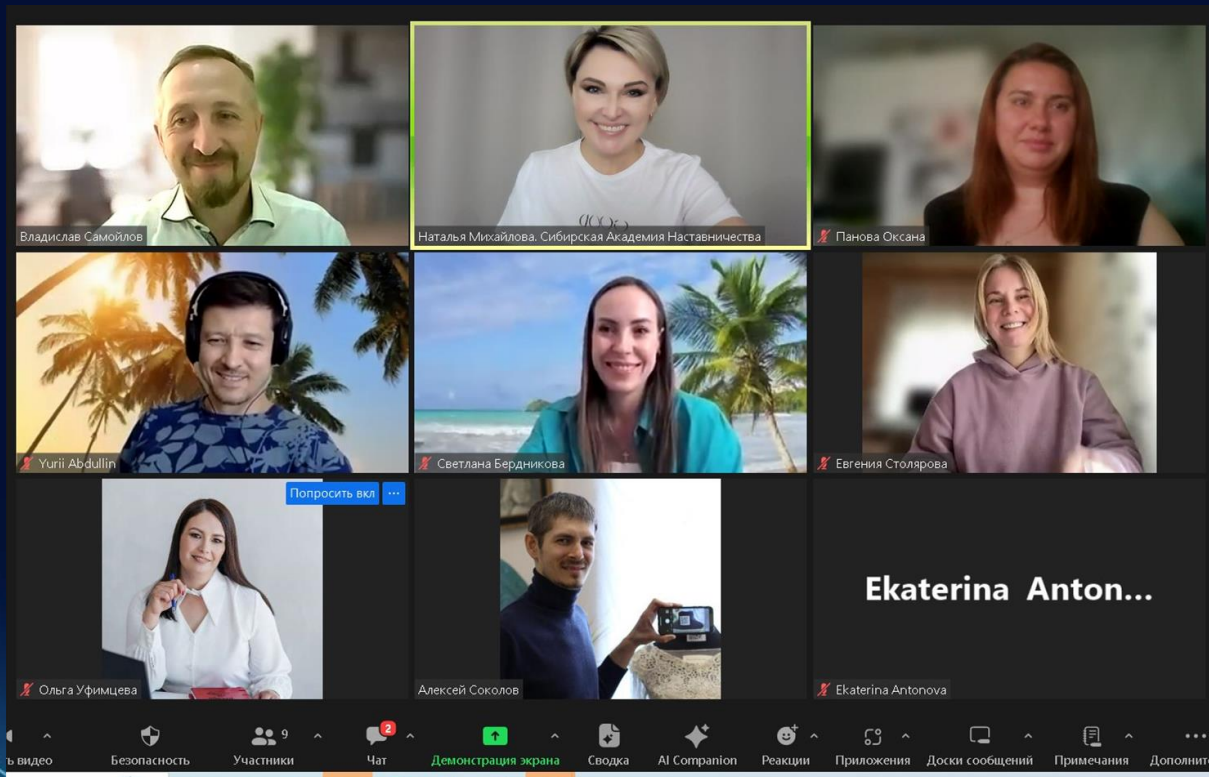 Владислав Самойлов
Наталья Михайлова. Сибирская Академия Наставничества
Панова Оксана
Yurii Abdullin
Светлана Бердникова
Евгения Столярова
Попросить вкл ...
Ольга Уфимцева
Алексей Соколов
Ekaterina Anton...
Ekaterina Antonova
9
2
ть видео
Безопасность
Участники
Чат
Демонстрация экрана
Сводка
AI Companion
Реакции
Приложения
Доски сообщений
Примечания
Дополнит